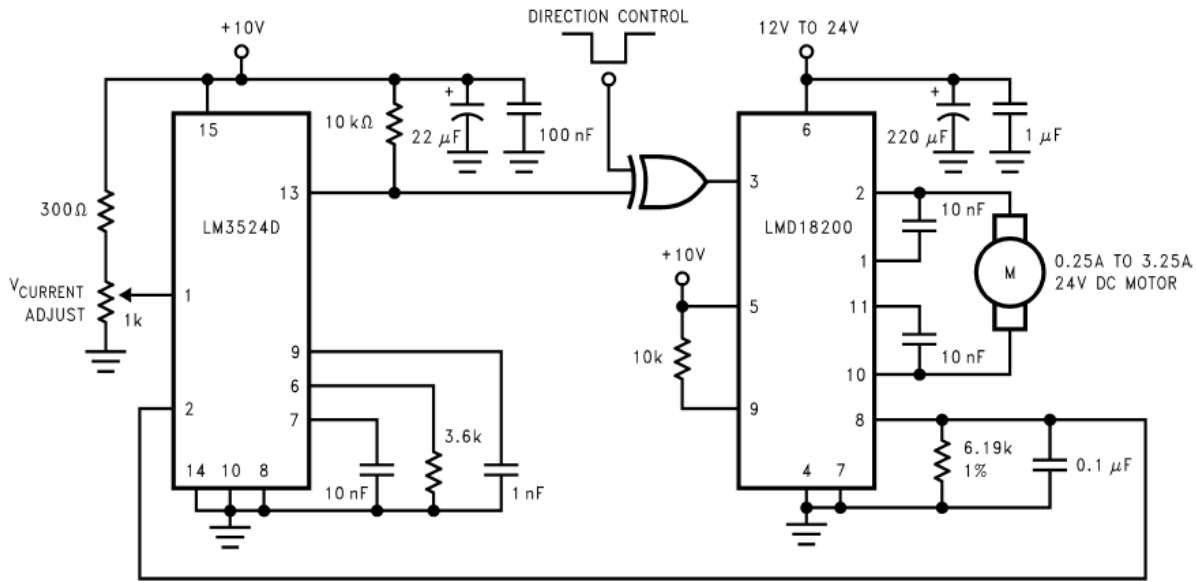 DIRECTION CONTROL
+10V
12V TO 24V
15
10 kΩ
22 µF
+
100 nF
6
220 µF
+
1 µF
13
3
2
10 nF
300Ω
LM3524D
LMD18200
1
+10V
0.25A TO 3.25A
24V DC MOTOR
M
VCURRENT
ADJUST
1k
1
5
11
9
10k
10 nF
6
10
2
7
9
8
3.6k
6.19k
1%
0.1 µF
14
10
8
10 nF
1 nF
4
7